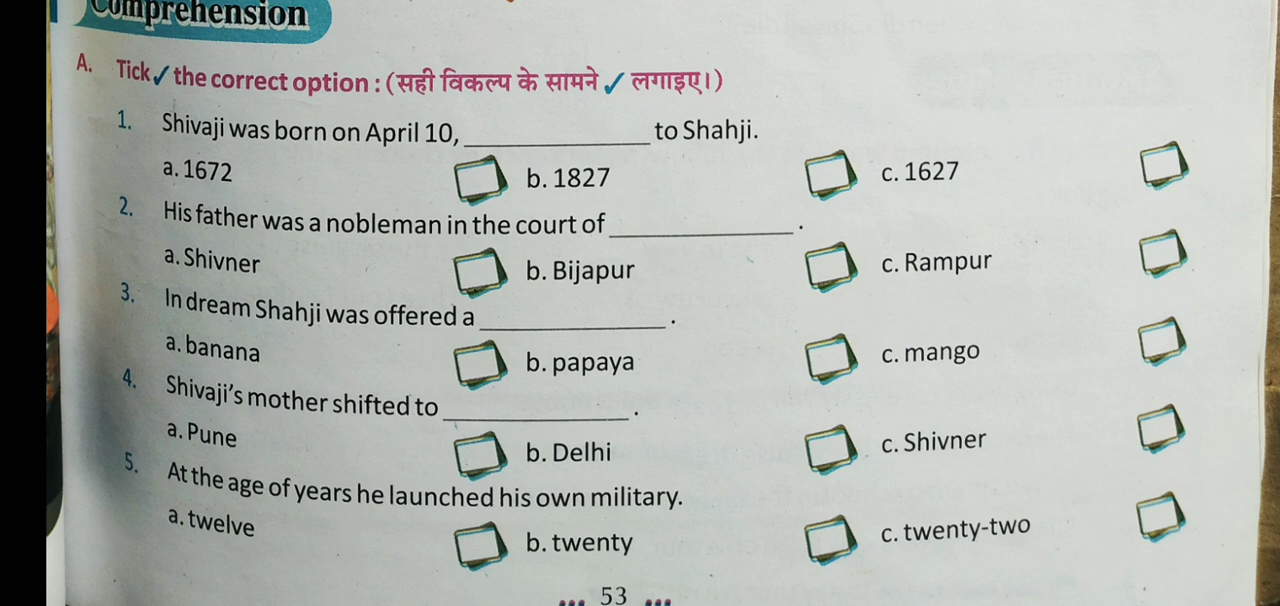 Comprehension
A. Tick ✓ the correct option : (सही विकल्प के सामने ✓ लगाइए।)
1. Shivaji was born on April 10, ____________ to Shahji.
a. 1672 b. 1827 c. 1627
2. His father was a nobleman in the court of ____________ .
a. Shivner b. Bijapur c. Rampur
3. In dream Shahji was offered a ____________ .
a. banana b. papaya c. mango
4. Shivaji's mother shifted to ____________ .
a. Pune b. Delhi c. Shivner
5. At the age of years he launched his own military.
a. twelve b. twenty c. twenty-two
53